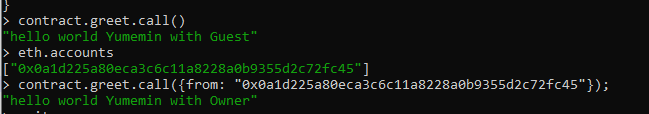 }
> contract.greet.call()
"hello world Yumemin with Guest"
> eth.accounts
["0x0a1d225a80eca3c6c11a8228a0b9355d2c72fc45"]
> contract.greet.call({from: "0x0a1d225a80eca3c6c11a8228a0b9355d2c72fc45"});
"hello world Yumemin with Owner"